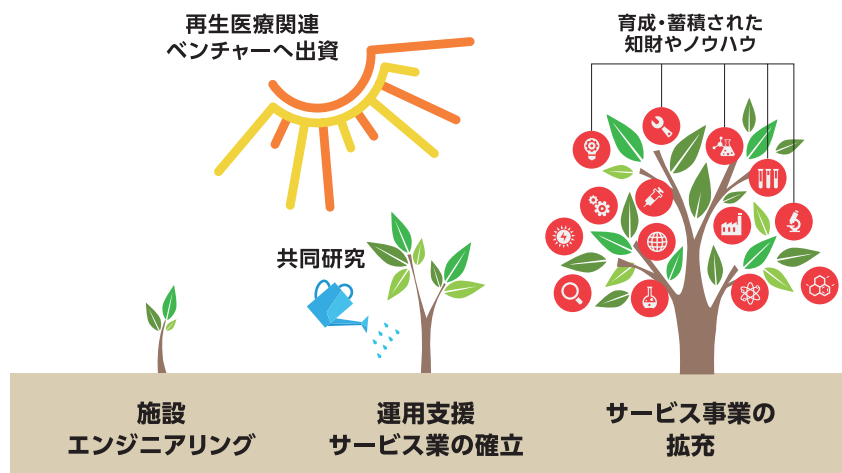 再生医療関連
ベンチャーへ出資
育成・蓄積された
知財やノウハウ
共同研究
施設
エンジニアリング
運用支援
サービス業の確立
サービス事業の
拡充